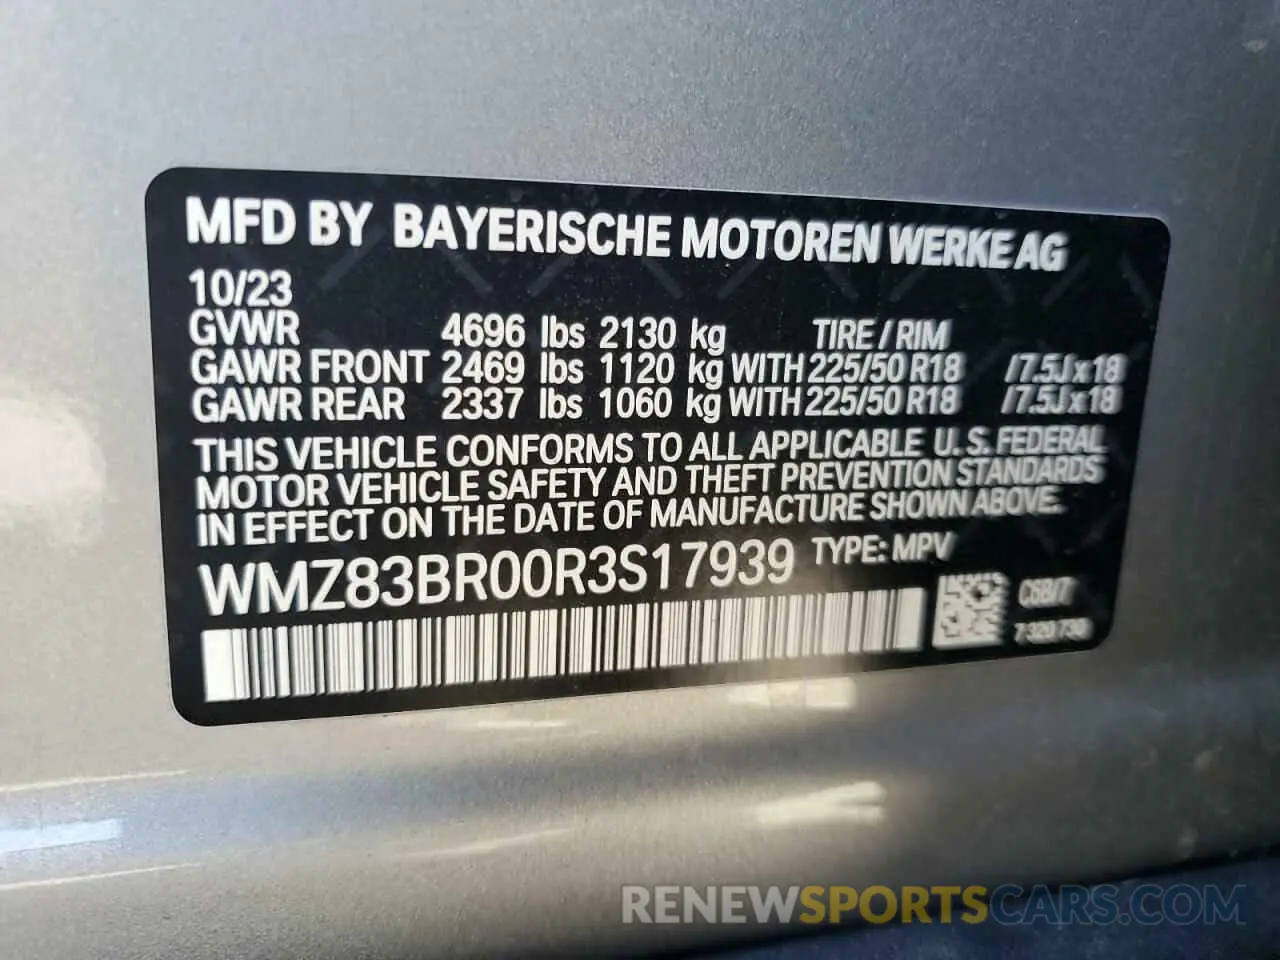 MFD BY BAYERISCHE MOTOREN WERKE AG
10/23
GVWR 4696 lbs 2130 kg TIRE / RIM
GAWR FRONT 2469 lbs 1120 kg WITH 225/50 R18 /7.5J x 18
GAWR REAR 2337 lbs 1060 kg WITH 225/50 R18 /7.5J x 18
THIS VEHICLE CONFORMS TO ALL APPLICABLE U.S. FEDERAL
MOTOR VEHICLE SAFETY AND THEFT PREVENTION STANDARDS
IN EFFECT ON THE DATE OF MANUFACTURE SHOWN ABOVE.
WMZ83BR00R3S17939 TYPE: MPV
7 320 730
RENEWSPORTSCARS.COM